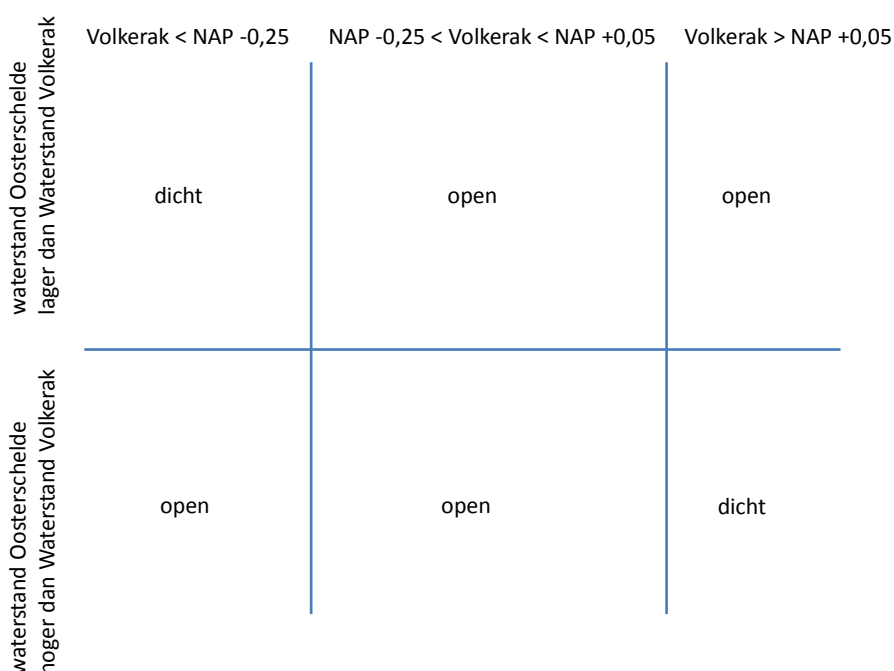 Volkerak < NAP -0,25
NAP -0,25 < Volkerak < NAP +0,05
Volkerak > NAP +0,05
waterstand Oosterschelde
lager dan Waterstand Volkerak
dicht
open
open
waterstand Oosterschelde
hoger dan Waterstand Volkerak
open
open
dicht